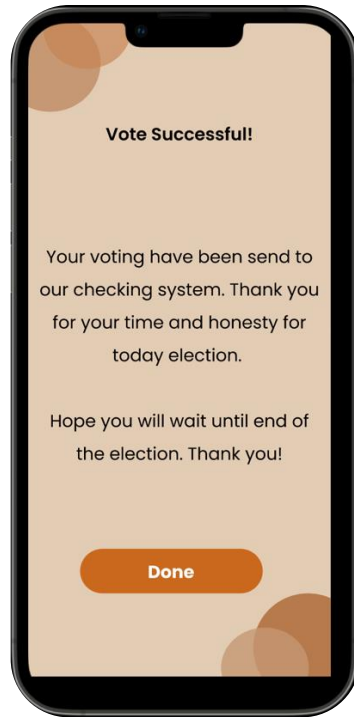 Vote Successful!
Your voting have been send to
our checking system. Thank you
for your time and honesty for
today election.
Hope you will wait until end of
the election. Thank you!
Done